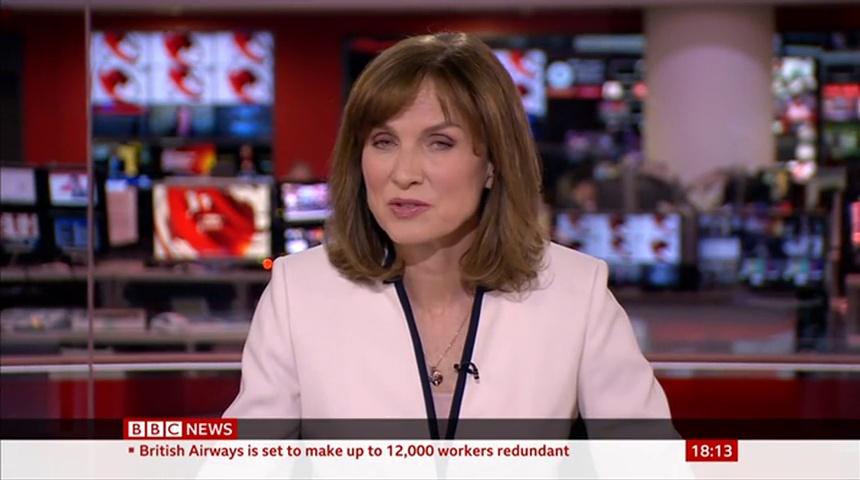 BBC NEWS
British Airways is set to make up to 12,000 workers redundant
18:13